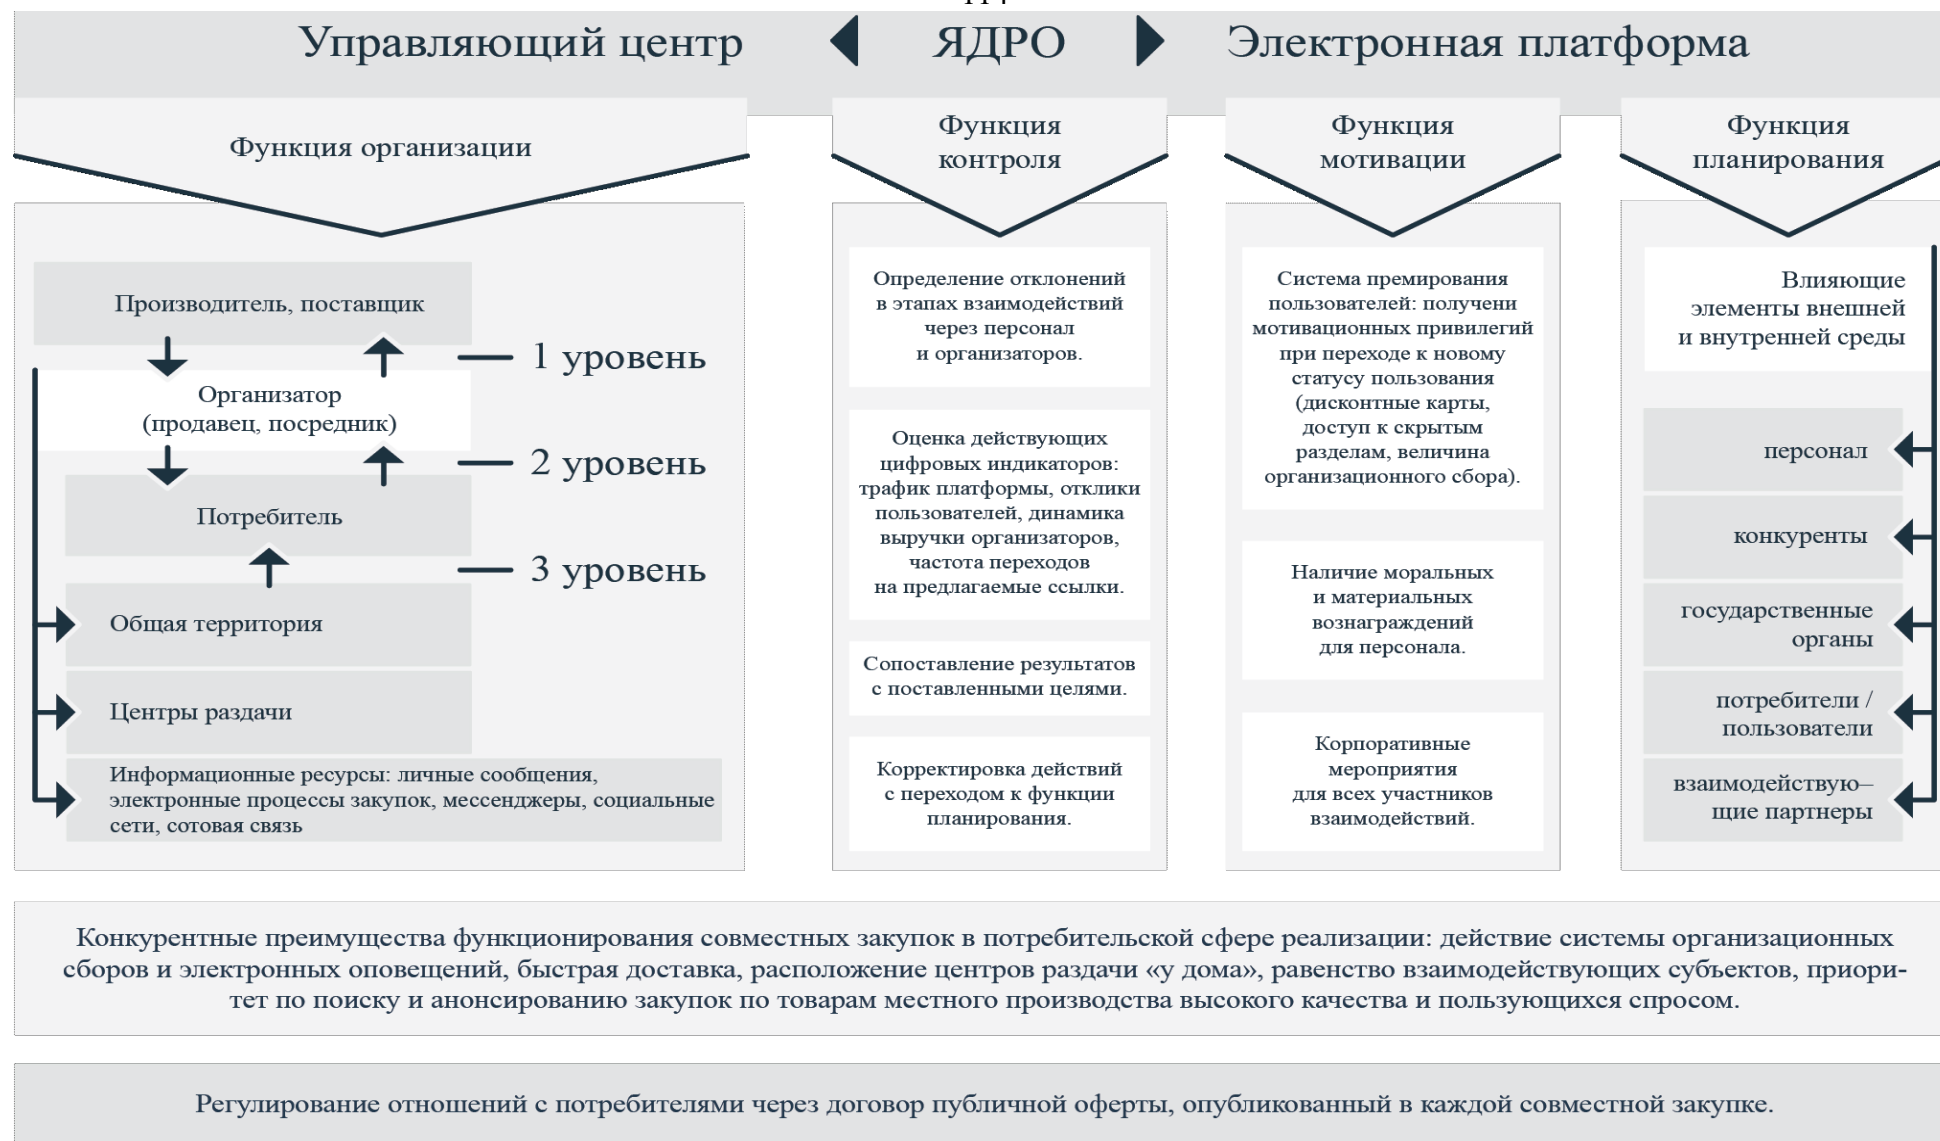 Управляющий центр
ЯДРО
Электронная платформа
Функция организации
Производитель, поставщик
1 уровень
Организатор
(продавец, посредник)
2 уровень
Потребитель
3 уровень
Общая территория
Центры раздачи
Информационные ресурсы: личные сообщения,
электронные процессы закупок, мессенджеры, социальные
сети, сотовая связь
Функция
контроля
Определение отклонений
в этапах взаимодействий
через персонал
и организаторов.
Оценка действующих
цифровых индикаторов:
трафик платформы, отклики
пользователей, динамика
выручки организаторов,
частота переходов
на предлагаемые ссылки.
Сопоставление результатов
с поставленными целями.
Корректировка действий
с переходом к функции
планирования.
Функция
мотивации
Система премирования
пользователей: получени
мотивационных привилегий
при переходе к новому
статусу пользования
(дисконтные карты,
доступ к скрытым
разделам, величина
организационного сбора).
Наличие моральных
и материальных
вознаграждений
для персонала.
Корпоративные
мероприятия
для всех участников
взаимодействий.
Функция
планирования
Влияющие
элементы внешней
и внутренней среды
персонал
конкуренты
государственные
органы
потребители /
пользователи
взаимодействую–
щие партнеры
Конкурентные преимущества функционирования совместных закупок в потребительской сфере реализации: действие системы организационных
сборов и электронных оповещений, быстрая доставка, расположение центров раздачи «у дома», равенство взаимодействующих субъектов, приори-
тет по поиску и анонсированию закупок по товарам местного производства высокого качества и пользующихся спросом.
Регулирование отношений с потребителями через договор публичной оферты, опубликованный в каждой совместной закупке.